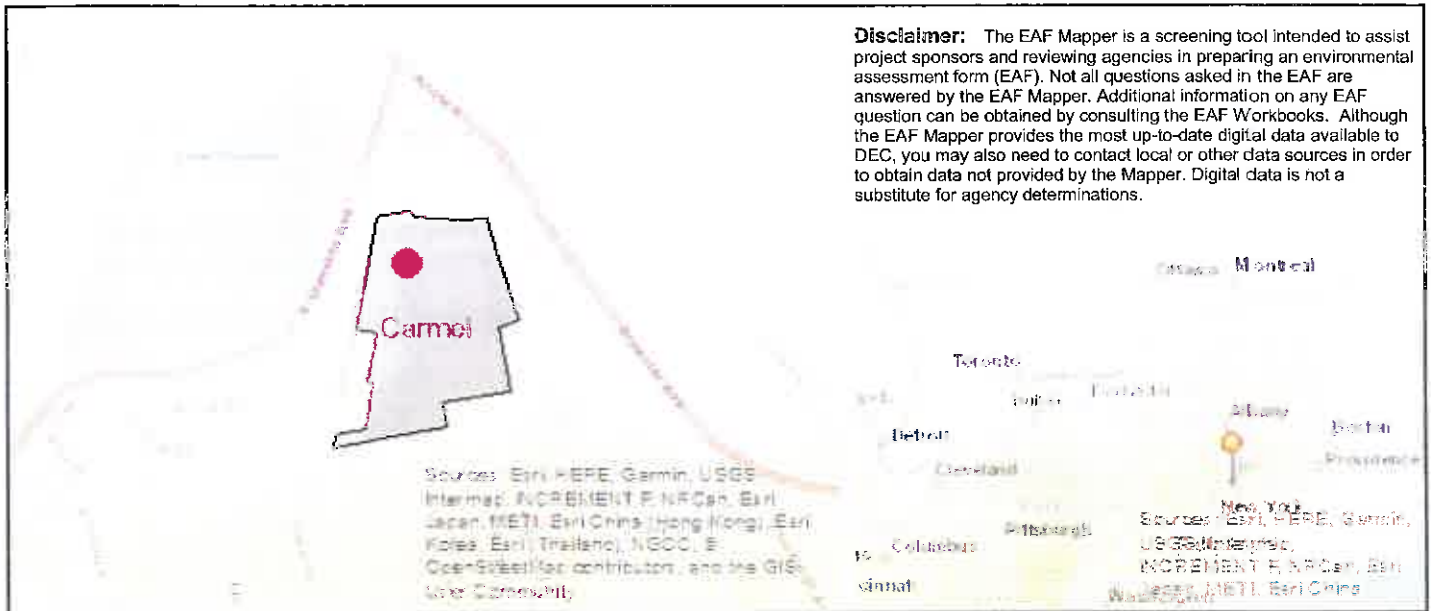 Disclaimer: The EAF Mapper is a screening tool intended to assist
project sponsors and reviewing agencies in preparing an environmental
assessment form (EAF). Not all questions asked in the EAF are
answered by the EAF Mapper. Additional information on any EAF
question can be obtained by consulting the EAF Workbooks. Although
the EAF Mapper provides the most up-to-date digital data available to
DEC, you may also need to contact local or other data sources in order
to obtain data not provided by the Mapper. Digital data is not a
substitute for agency determinations.
Carmel
Sources: Esri, HERE, Garmin, USGS
Intermap, INCREMENT P, NRCan, Esri
Japan, METI, Esri China (Hong Kong), Esri
Korea, Esri (Thailand), NGCC, ©
OpenStreetMap contributors, and the GIS
User Community
Ottawa Montreal
Toronto
Albany
Detroit
Boston
Cleveland
Providence
New York
Pittsburgh
Columbus
Sources: Esri, HERE, Garmin,
USGS, Intermap,
INCREMENT P, NRCan, Esri
Japan, METI, Esri China